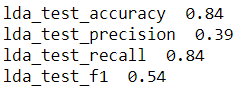 lda_test_accuracy  0.84
lda_test_precision  0.39
lda_test_recall  0.84
lda_test_f1  0.54